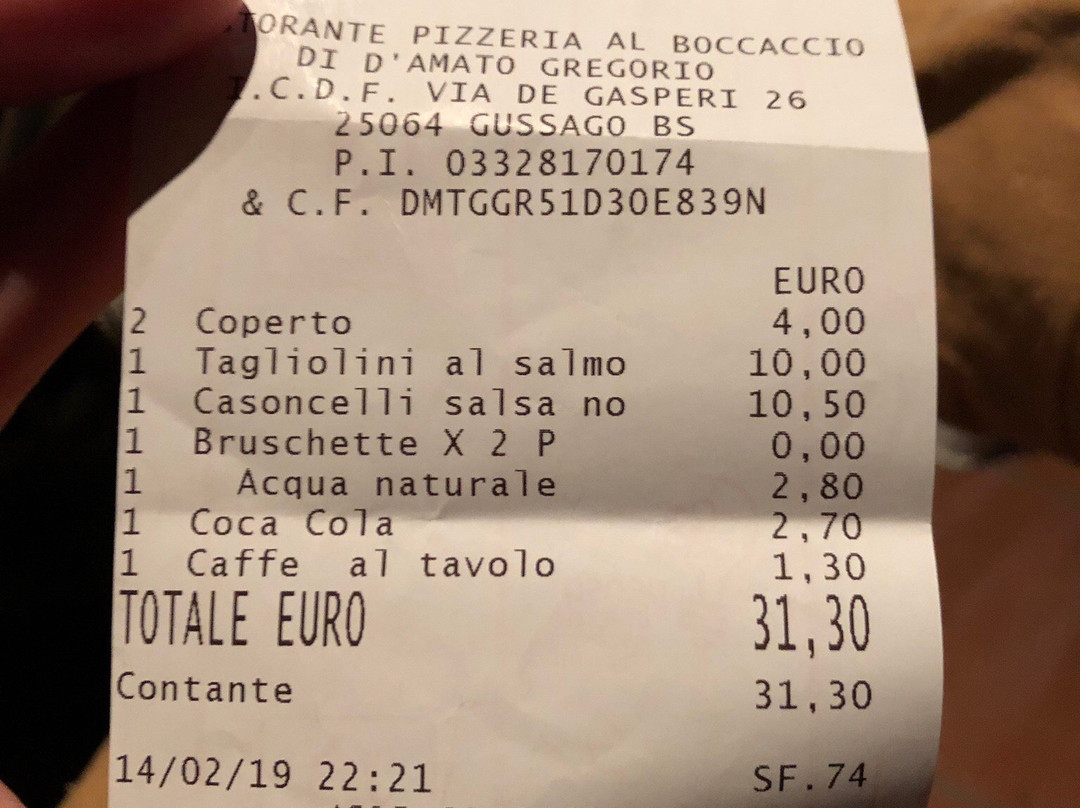 TORANTE PIZZERIA AL BOCCACCIO
DI D'AMATO GREGORIO
I.C.D.F. VIA DE GASPERI 26
25064 GUSSAGO BS
P.I. 03328170174
& C.F. DMTGGR51D30E839N
EURO
2 Coperto 4,00
1 Tagliolini al salmo 10,00
1 Casoncelli salsa no 10,50
1 Bruschette X 2 P 0,00
1 Acqua naturale 2,80
1 Coca Cola 2,70
1 Caffe al tavolo 1,30
TOTALE EURO 31,30
Contante 31,30
14/02/19 22:21 SF.74